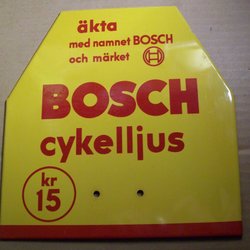 äkta
med namnet BOSCH
och märket
BOSCH
cykelljus
kr
15